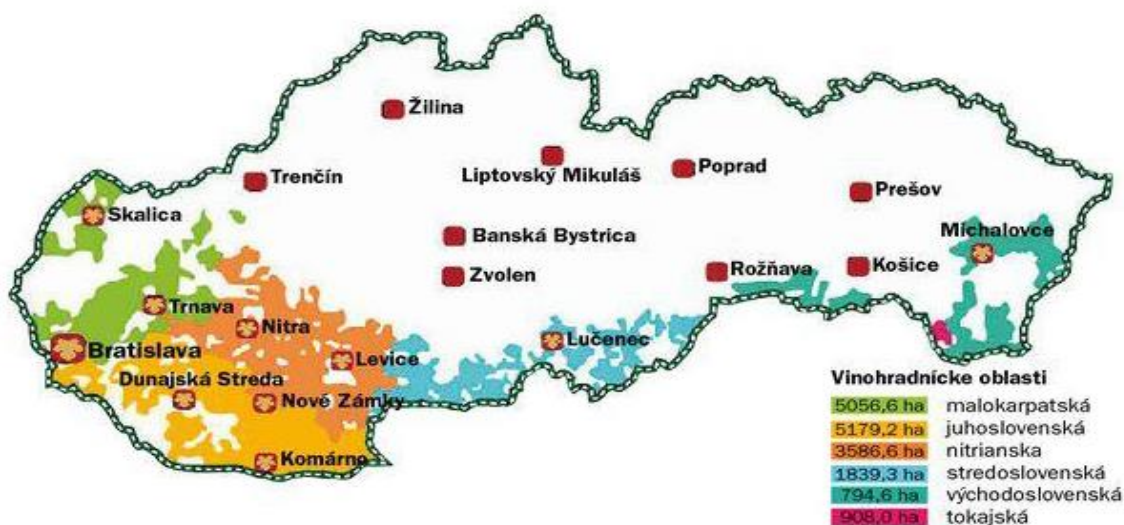 Žilina
Liptovský Mikuláš
Poprad
Trenčín
Prešov
Skalica
Banská Bystrica
Michalovce
Zvolen
Rožňava
Košice
Trnava
Nitra
Lučenec
Bratislava
Levice
Dunajská Streda
Nové Zámky
Komárno
Vinohradnícke oblasti
5056,6 ha malokarpatská
5179,2 ha juhoslovenská
3586,6 ha nitrianska
1839,3 ha stredoslovenská
794,6 ha východoslovenská
908,0 ha tokajská